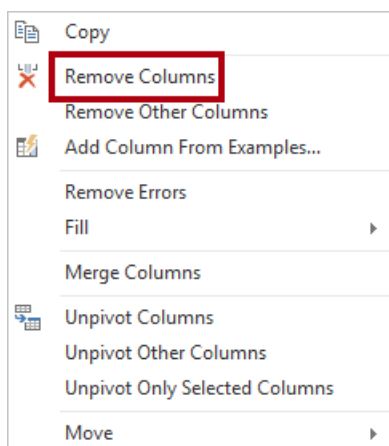 Copy
Remove Columns
Remove Other Columns
Add Column From Examples...
Remove Errors
Fill
Merge Columns
Unpivot Columns
Unpivot Other Columns
Unpivot Only Selected Columns
Move